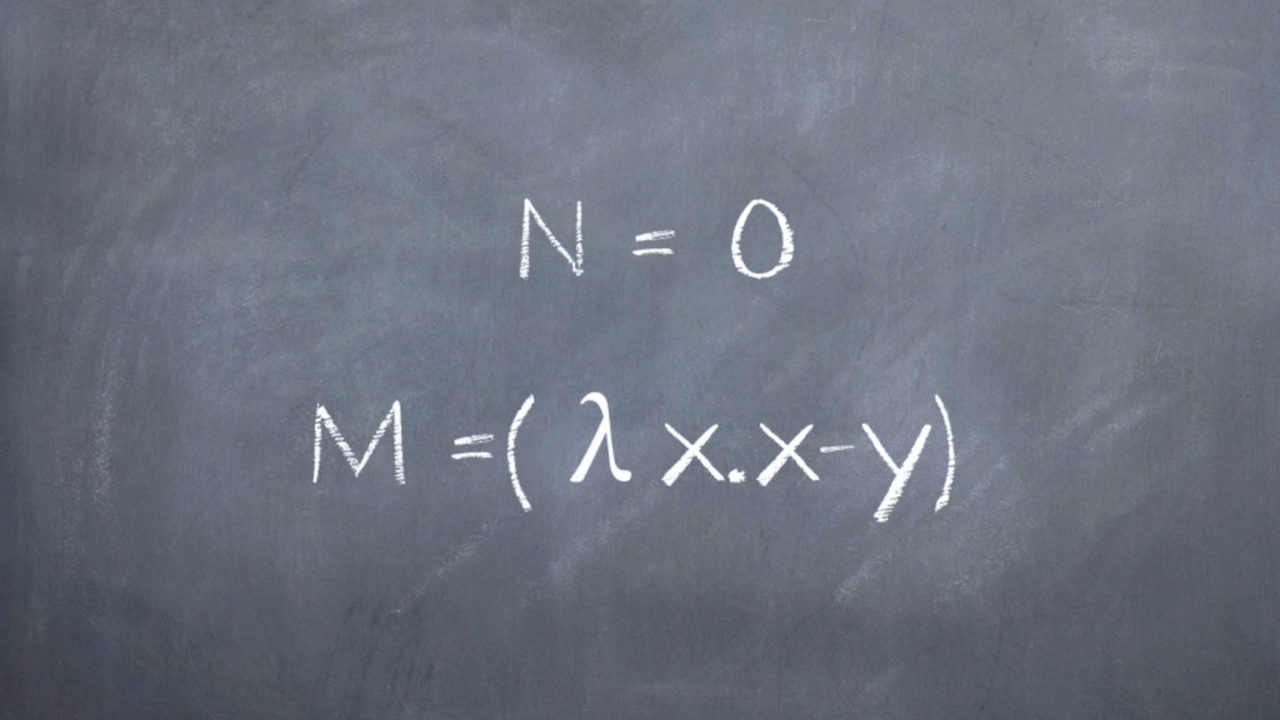 N = 0
M =( λ x.x-y)